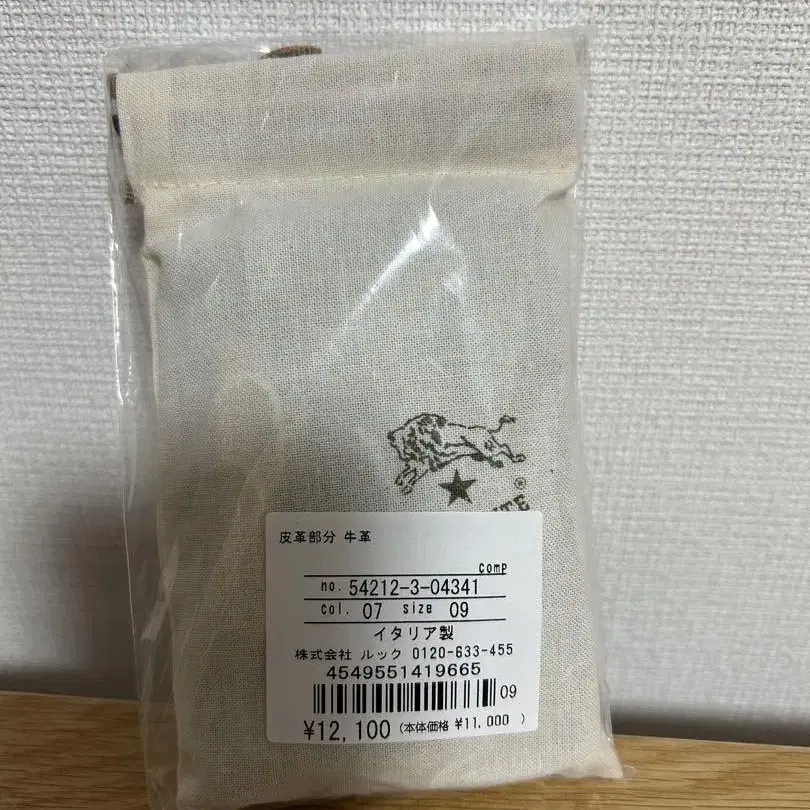 皮革部分 牛革
comp
no. 54212-3-04341
col. 07 size 09
イタリア製
株式会社 ルック 0120-633-455
4549551419665
09
¥12,100 (本体価格 ¥11,000 )